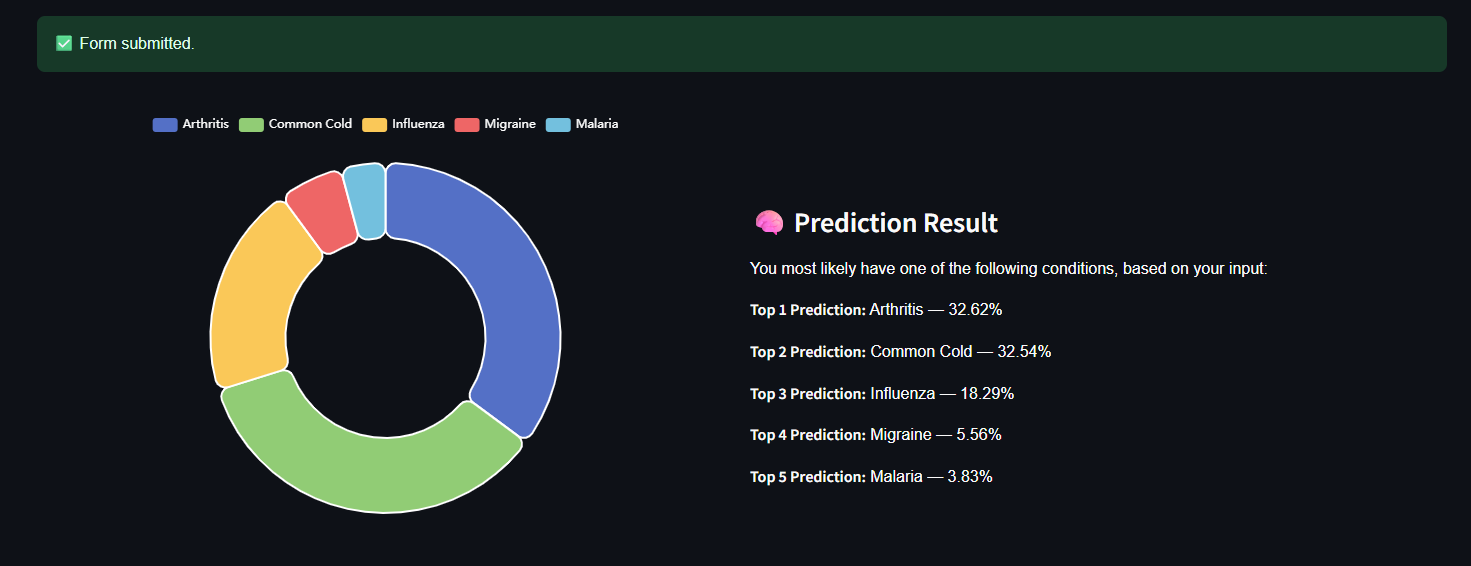 ✅ Form submitted.
Arthritis Common Cold Influenza Migraine Malaria
🧠 Prediction Result
You most likely have one of the following conditions, based on your input:
Top 1 Prediction: Arthritis — 32.62%
Top 2 Prediction: Common Cold — 32.54%
Top 3 Prediction: Influenza — 18.29%
Top 4 Prediction: Migraine — 5.56%
Top 5 Prediction: Malaria — 3.83%